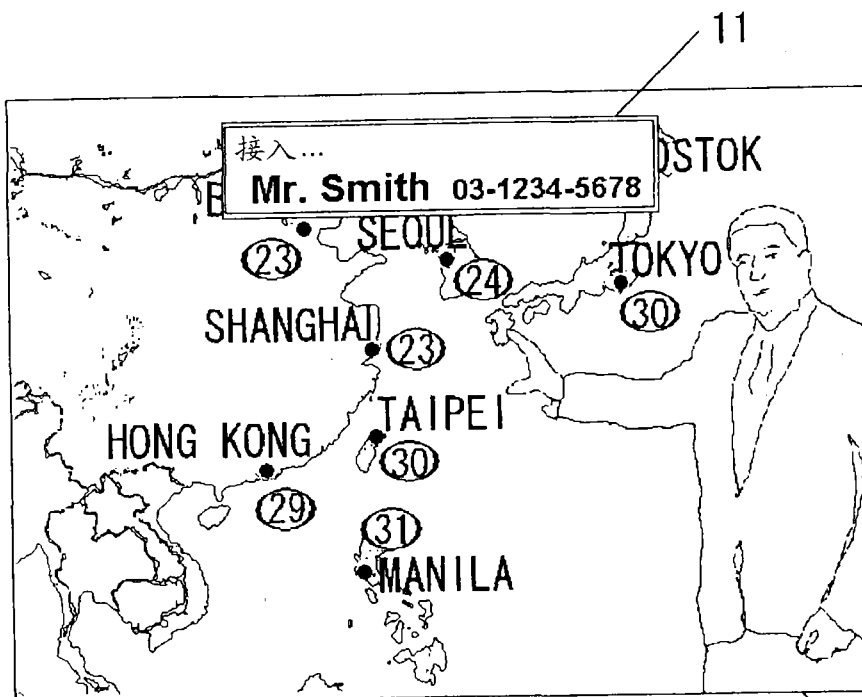 11
接入...
Mr. Smith 03-1234-5678
OSTOK
SEOUL
23
24
TOKYO
30
SHANGHAI
23
TAIPEI
30
HONG KONG
29
31
MANILA